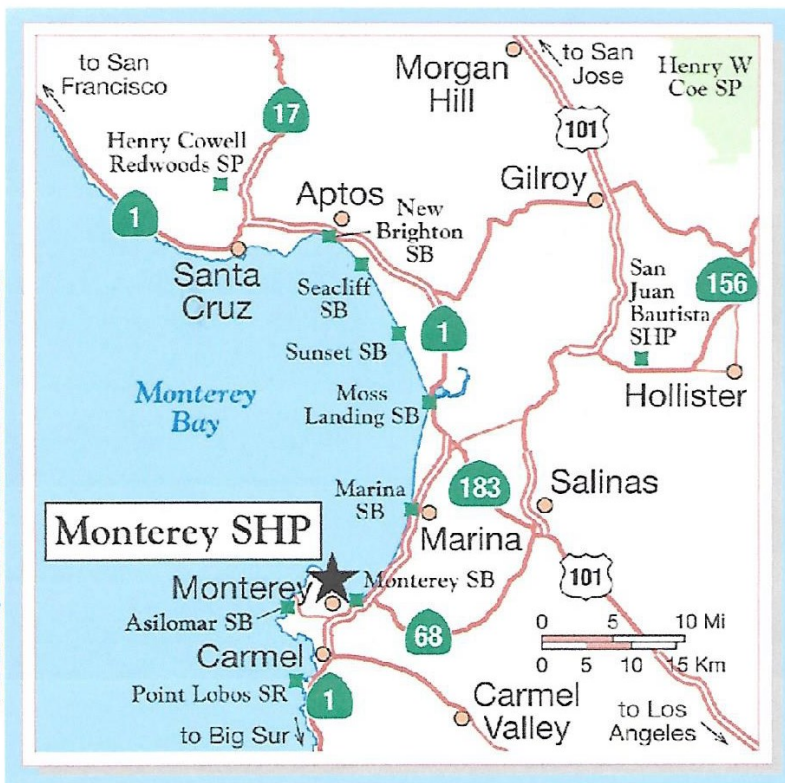 to San
Francisco
17
Morgan
Hill
to San
Jose
Henry W
Coe SP
101
Henry Cowell
Redwoods SP
1
Aptos
New
Brighton
SB
Gilroy
Santa
Cruz
Seacliff
SB
San
Juan
Bautista
SHP
156
Sunset SB
1
Hollister
Monterey
Bay
Moss
Landing SB
Marina
SB
183
Salinas
Marina
Monterey SHP
Monterey
Monterey SB
101
Asilomar SB
68
0 5 10 Mi
0 5 10 15 Km
Carmel
Point Lobos SR
1
Carmel
Valley
to Big Sur
to Los
Angeles